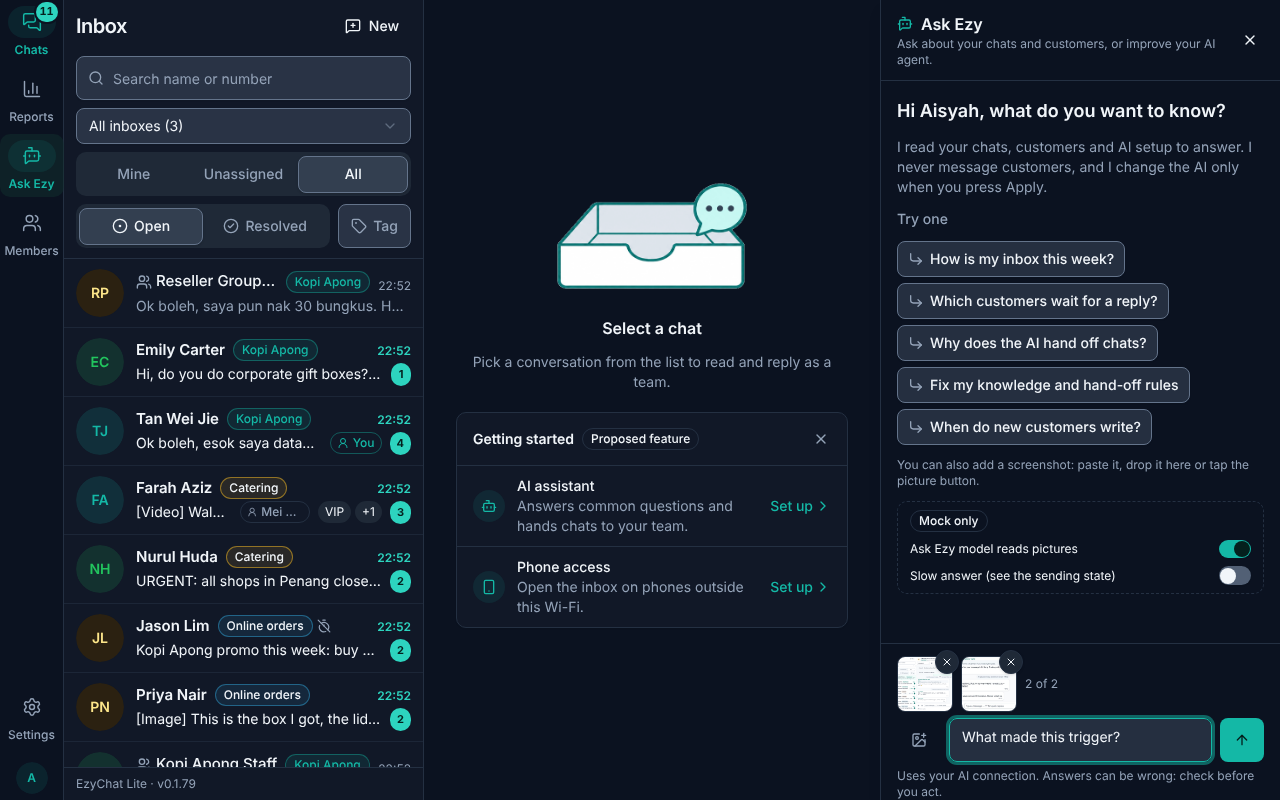 11
Chats
Reports
Ask Ezy
Members
Settings
A
Inbox
New
Search name or number
All inboxes (3)
Mine
Unassigned
All
Open
Resolved
Tag
RP
Reseller Group...
Kopi Apong
22:52
Ok boleh, saya pun nak 30 bungkus. H...
EC
Emily Carter
Kopi Apong
22:52
Hi, do you do corporate gift boxes?...
1
TJ
Tan Wei Jie
Kopi Apong
22:52
Ok boleh, esok saya data...
You
4
FA
Farah Aziz
Catering
22:52
[Video] Wal...
Mei ...
VIP
+1
3
NH
Nurul Huda
Catering
22:52
URGENT: all shops in Penang close...
2
JL
Jason Lim
Online orders
22:52
Kopi Apong promo this week: buy ...
2
PN
Priya Nair
Online orders
22:52
[Image] This is the box I got, the lid...
2
Kopi Apong Staff
Kopi Apong
22:52
EzyChat Lite · v0.1.79
Select a chat
Pick a conversation from the list to read and reply as a
team.
Getting started
Proposed feature
AI assistant
Answers common questions and
hands chats to your team.
Set up
Phone access
Open the inbox on phones outside
this Wi-Fi.
Set up
Ask Ezy
Ask about your chats and customers, or improve your AI
agent.
Hi Aisyah, what do you want to know?
I read your chats, customers and AI setup to answer. I
never message customers, and I change the AI only
when you press Apply.
Try one
How is my inbox this week?
Which customers wait for a reply?
Why does the AI hand off chats?
Fix my knowledge and hand-off rules
When do new customers write?
You can also add a screenshot: paste it, drop it here or tap the
picture button.
Mock only
Ask Ezy model reads pictures
Slow answer (see the sending state)
2 of 2
What made this trigger?
Uses your AI connection. Answers can be wrong: check before
you act.